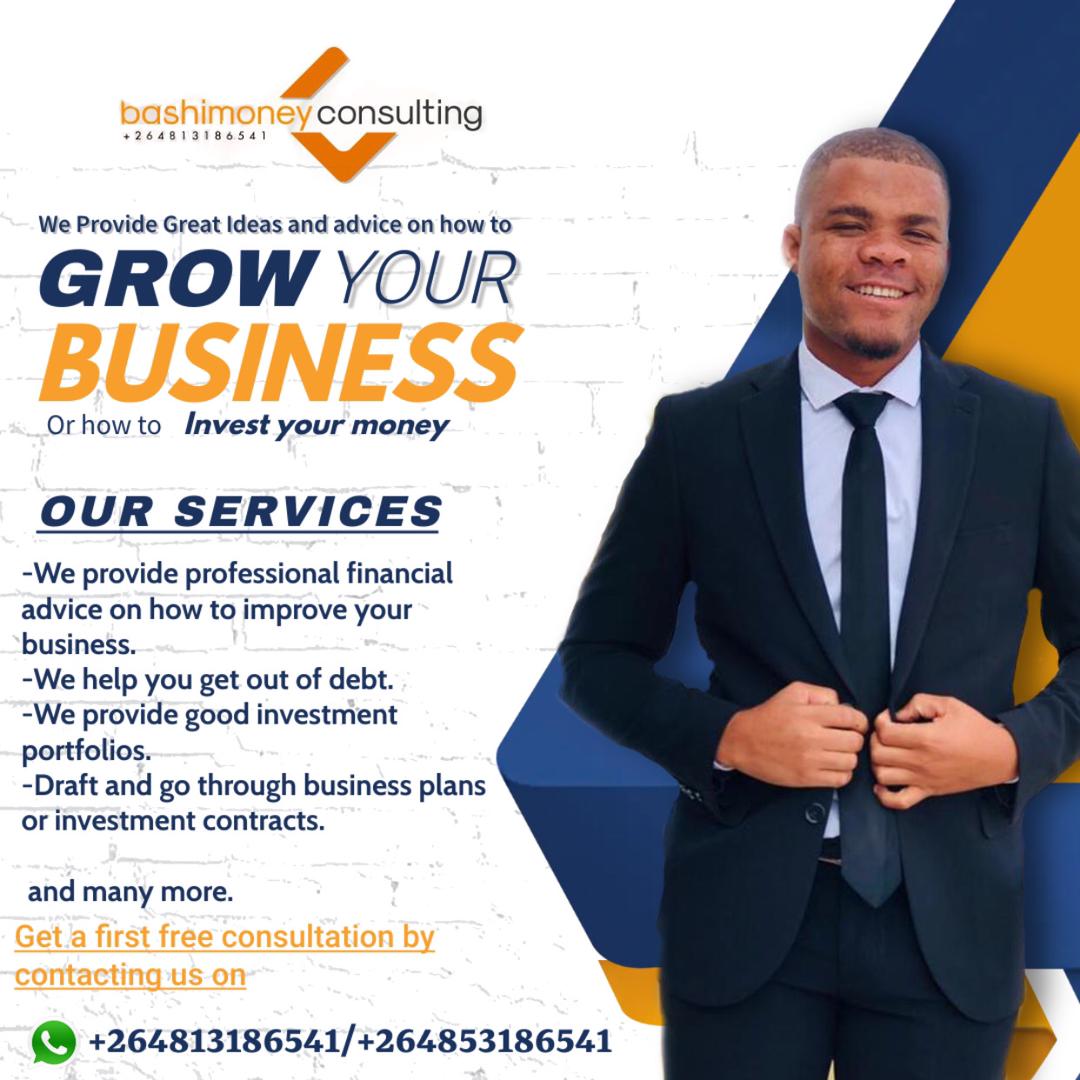 bashimoneyconsulting
+264813186541
We Provide Great Ideas and advice on how to
GROW YOUR
BUSINESS
Or how to Invest your money
OUR SERVICES
-We provide professional financial
advice on how to improve your
business.
-We help you get out of debt.
-We provide good investment
portfolios.
-Draft and go through business plans
or investment contracts.
and many more.
Get a first free consultation by
contacting us on
+264813186541/+264853186541